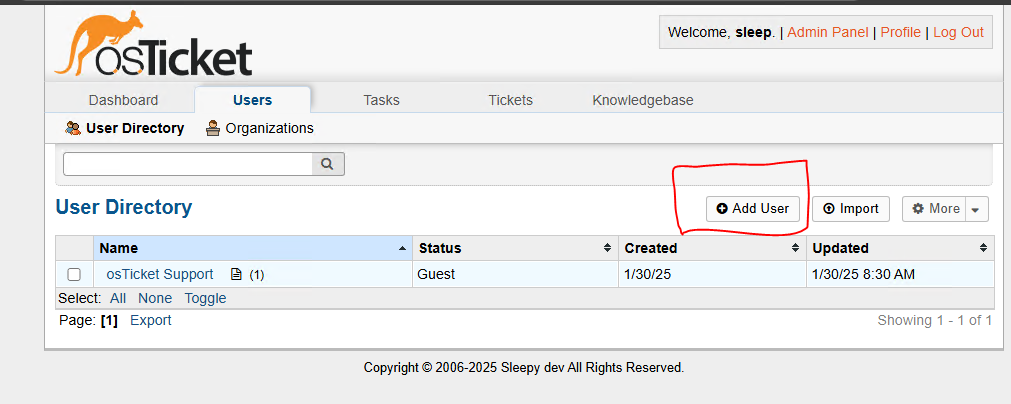 osTicket
Welcome, sleep. | Admin Panel | Profile | Log Out
Dashboard Users Tasks Tickets Knowledgebase
User Directory Organizations
User Directory
Add User Import More
Name Status Created Updated
osTicket Support (1) Guest 1/30/25 1/30/25 8:30 AM
Select: All None Toggle
Page: [1] Export Showing 1 - 1 of 1
Copyright © 2006-2025 Sleepy dev All Rights Reserved.